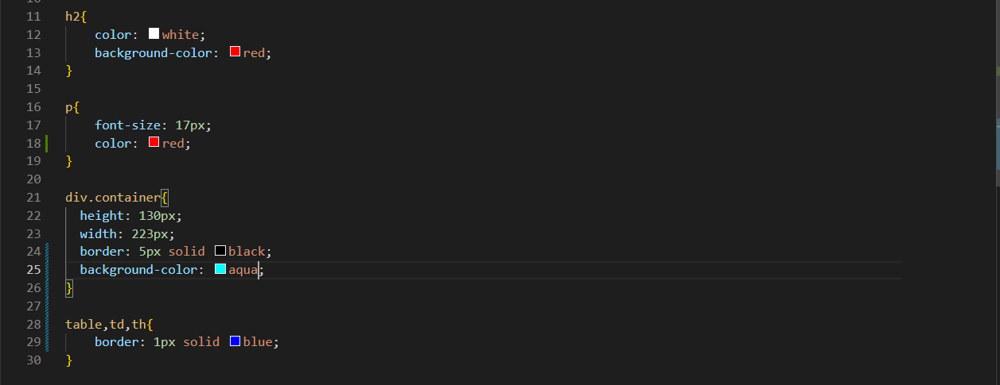 11 h2{
12     color: white;
13     background-color: red;
14 }
15
16 p{
17     font-size: 17px;
18     color: red;
19 }
20
21 div.container{
22   height: 130px;
23   width: 223px;
24   border: 5px solid black;
25   background-color: aqua;
26 }
27
28 table,td,th{
29     border: 1px solid blue;
30 }